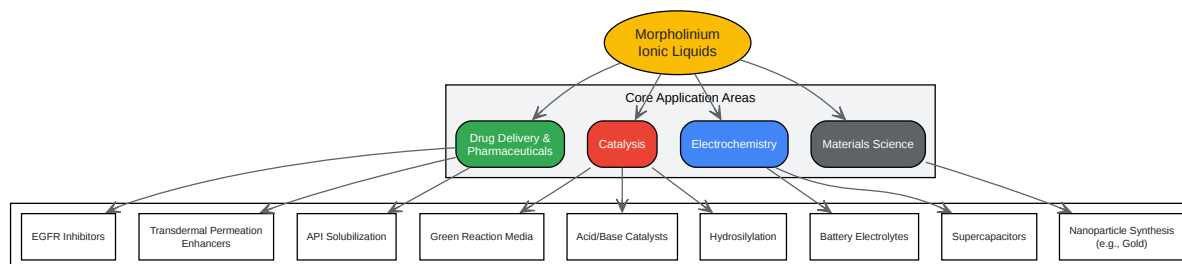 Morpholinium
Ionic Liquids
Core Application Areas
Drug Delivery &
Pharmaceuticals
Catalysis
Electrochemistry
Materials Science
EGFR Inhibitors
Transdermal Permeation
Enhancers
API Solubilization
Green Reaction Media
Acid/Base Catalysts
Hydrosilylation
Battery Electrolytes
Supercapacitors
Nanoparticle Synthesis
(e.g., Gold)